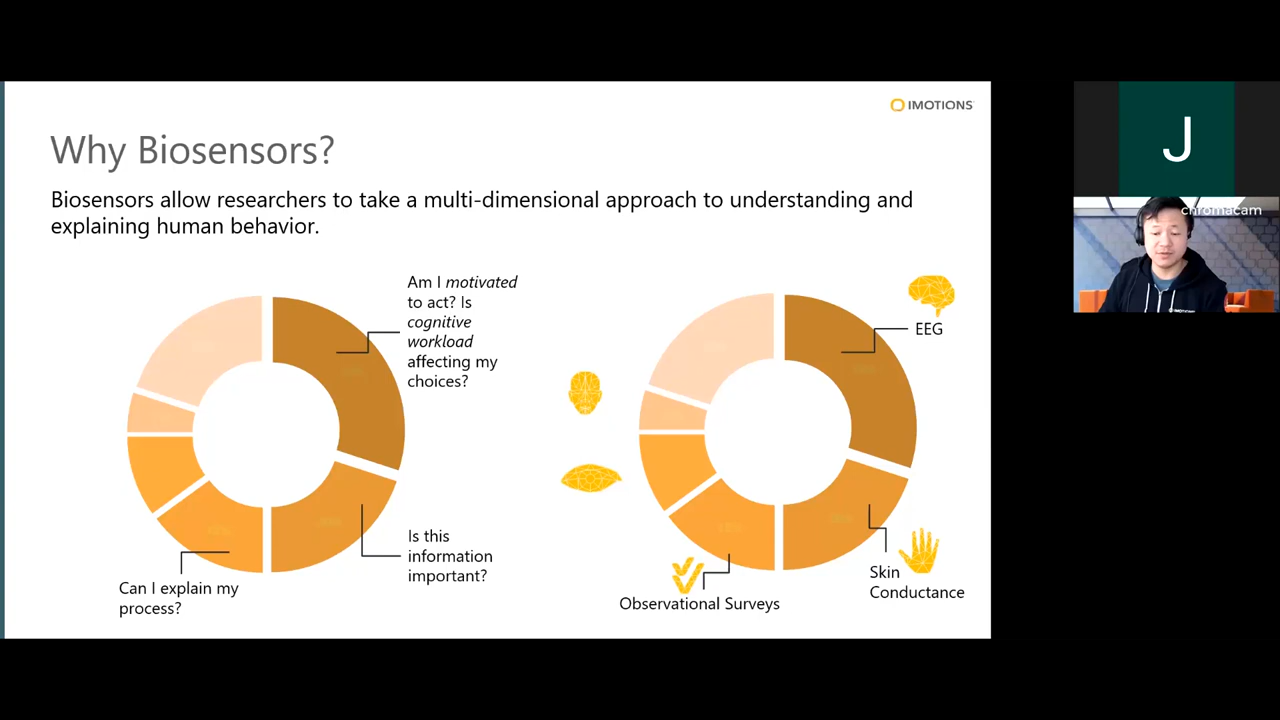 IMOTIONS
Why Biosensors?
Biosensors allow researchers to take a multi-dimensional approach to understanding and
explaining human behavior.
Am I motivated
to act? Is
cognitive
workload
affecting my
choices?
Is this
information
important?
Can I explain my
process?
EEG
Skin
Conductance
Observational Surveys
J
chromacam
IMOTIONS